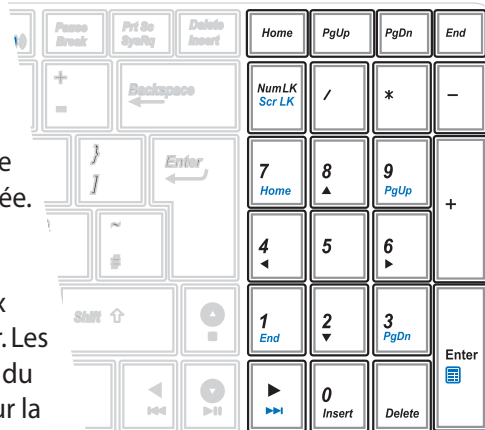 Pause Break Prt Sc SysRq Delete Insert Home PgUp PgDn End
+ = Backspace NumLK Scr LK / * −
} ] Enter 7 Home 8 9 PgUp +
ée.
~ # 4 5 6
x
Shift 1 End 2 3 PgDn Enter
r. Les
du
0 Insert Delete
ur la